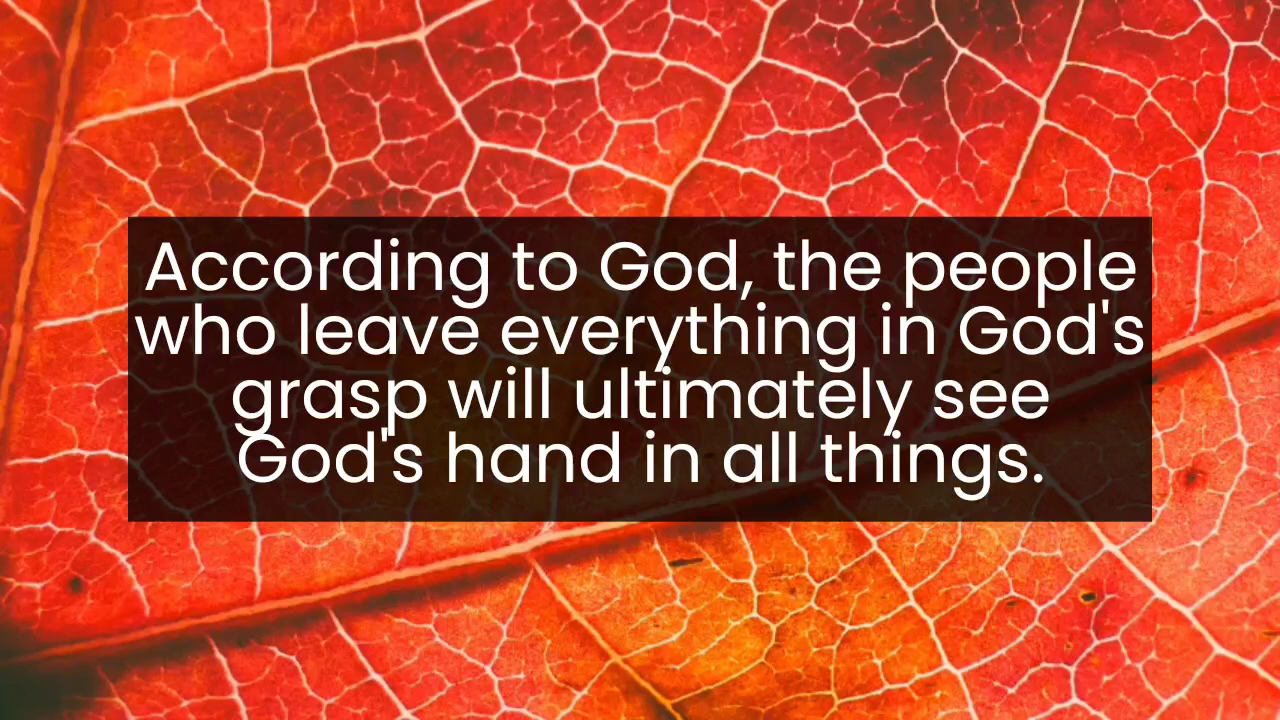 According to God, the people
who leave everything in God's
grasp will ultimately see
God's hand in all things.